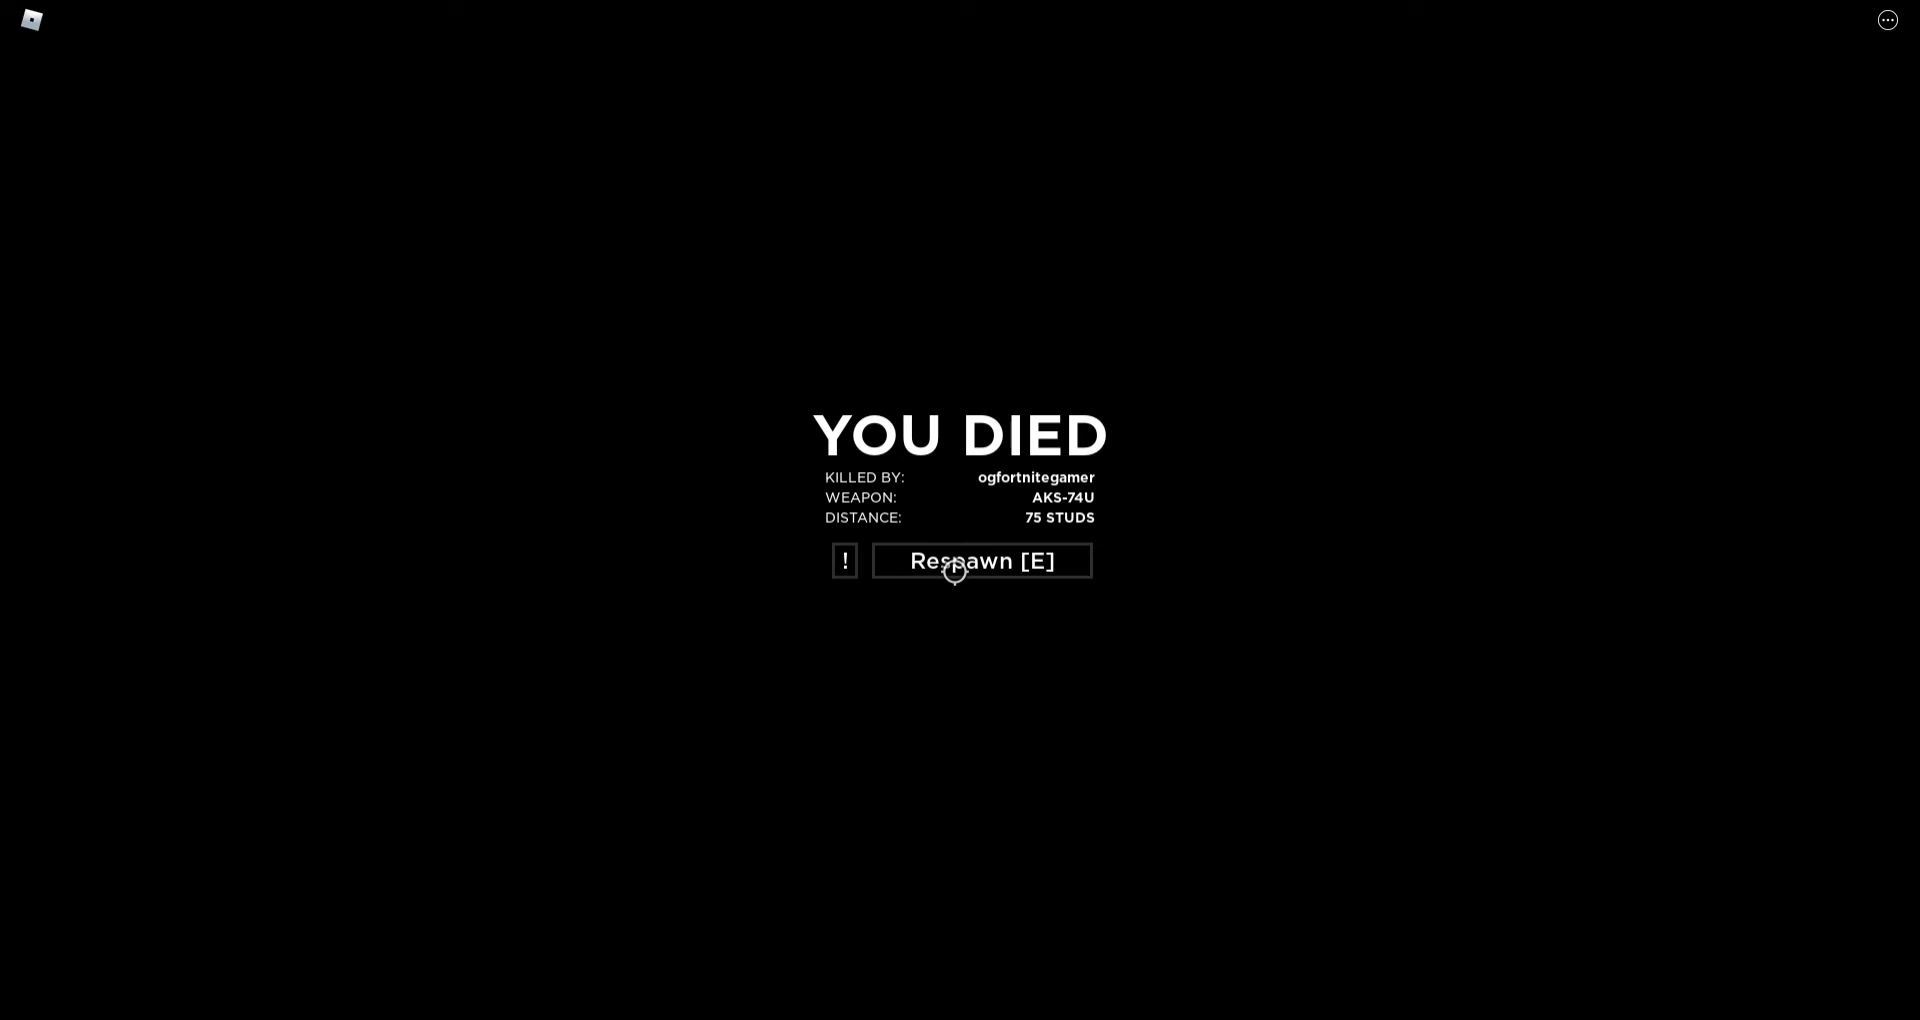 YOU DIED
KILLED BY: ogfortnitegamer
WEAPON: AKS-74U
DISTANCE: 75 STUDS
! Respawn [E]